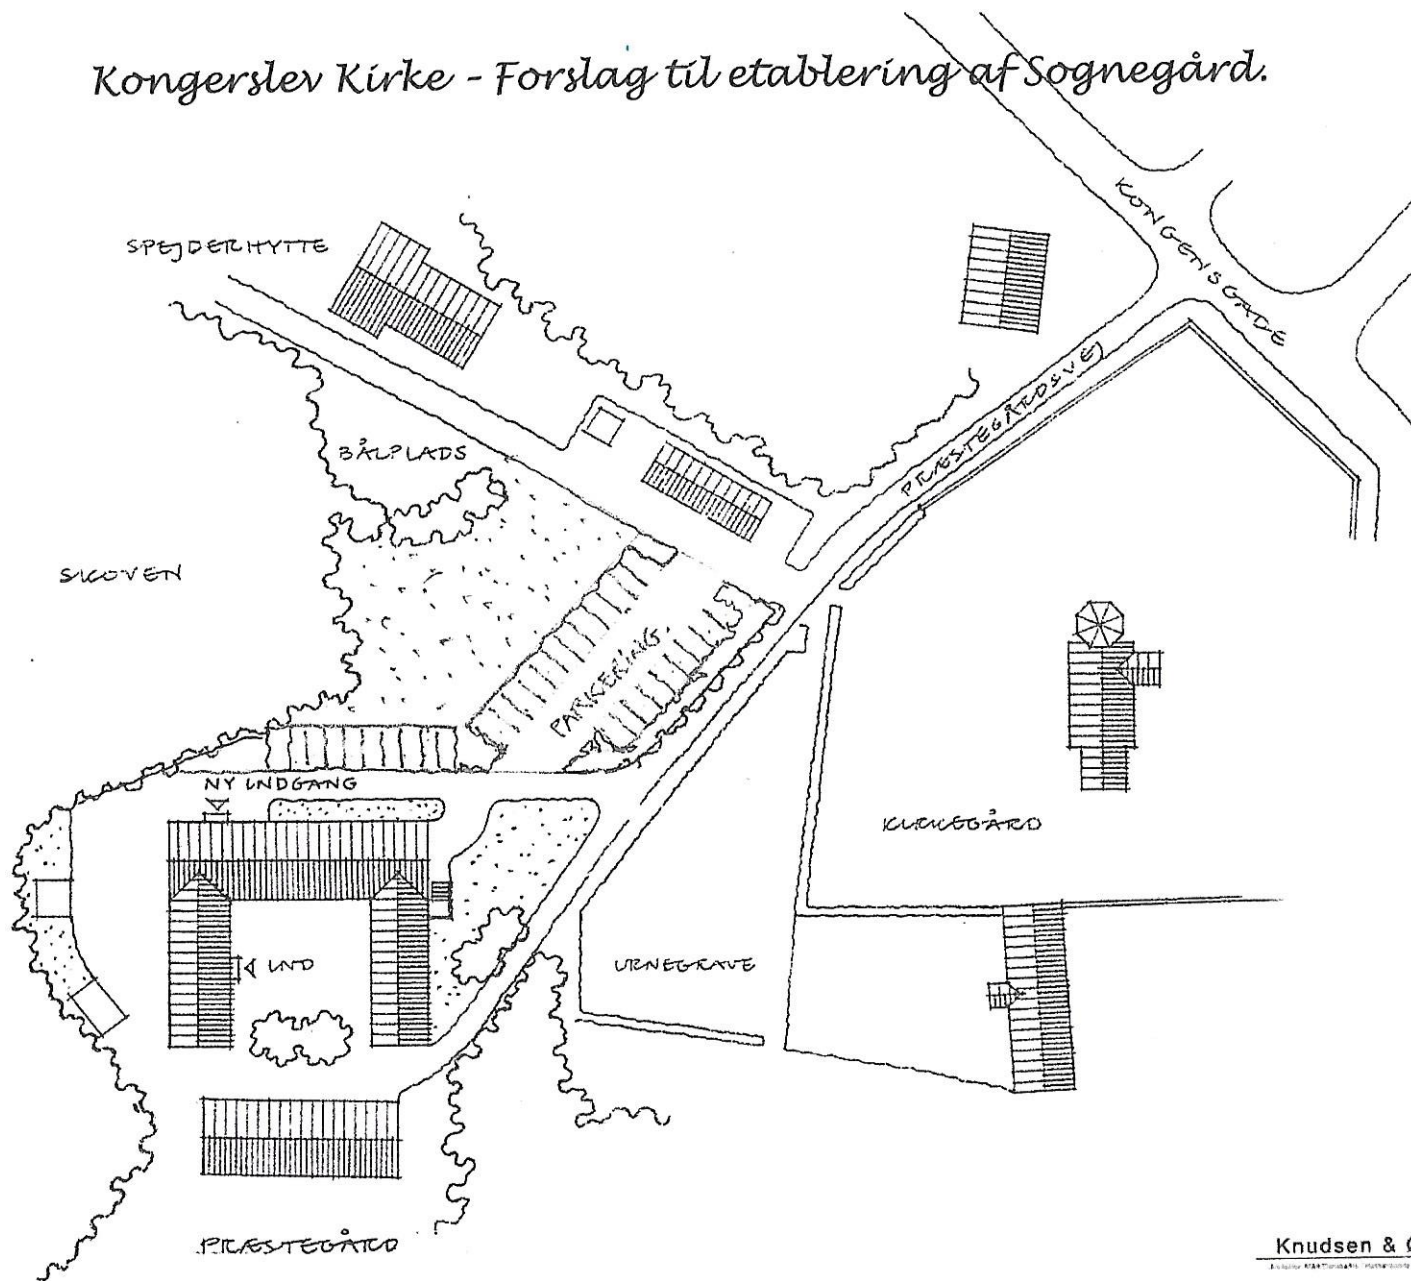 Kongerslev Kirke - Forslag til etablering af Sognegård.
KONGENSGADE
SPEJDERHYTTE
PRÆSTEGÅRDSVEJ
BÅLPLADS
SKOVEN
PARKERING
NY INDGANG
KIRKEGÅRD
IND
URNEGRAVE
PRÆSTEGÅRD
Knudsen &